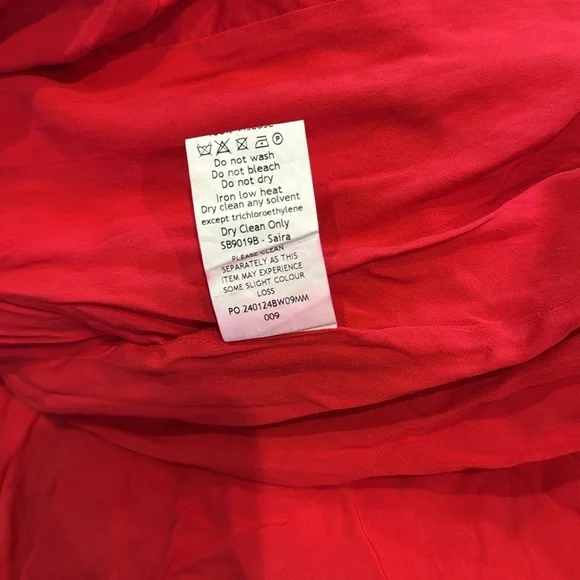 Ⓟ
Do not wash
Do not bleach
Do not dry
Iron low heat
Dry clean any solvent
except trichloroethylene
Dry Clean Only
SB9019B - Saira
PLEASE CLEAN
SEPARATELY AS THIS
ITEM MAY EXPERIENCE
SOME SLIGHT COLOUR
LOSS
PO 240124BW09MM
009